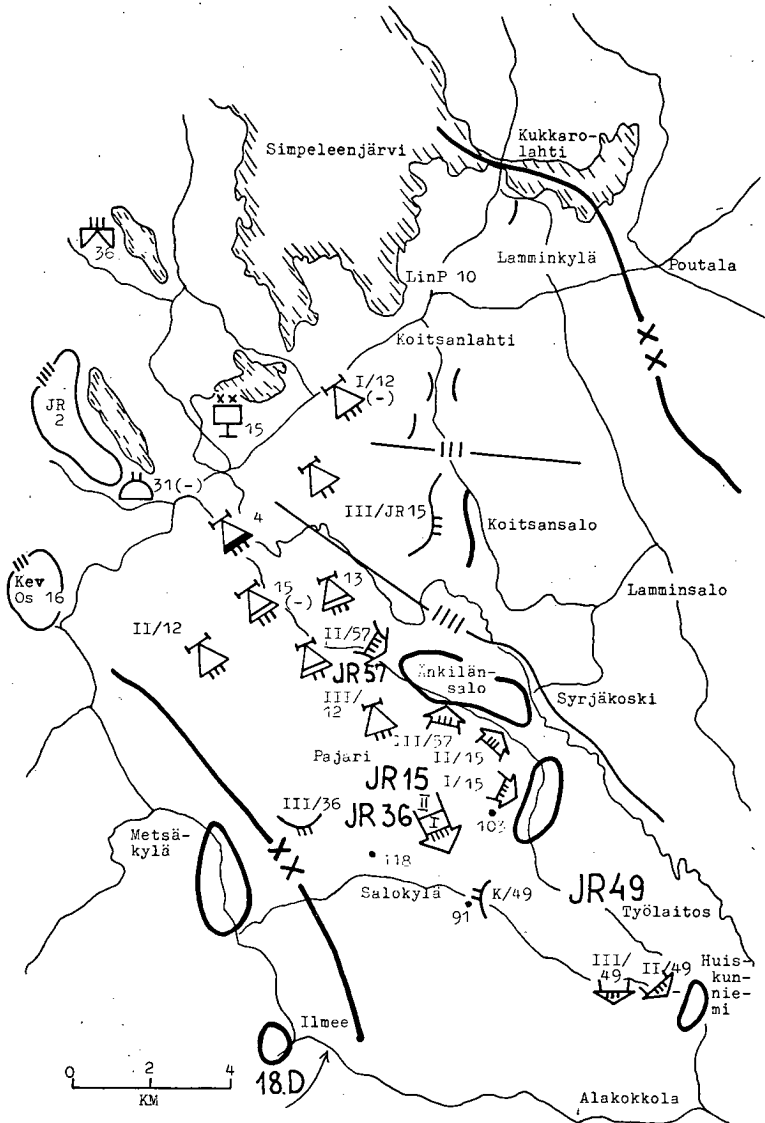 Simpeleenjärvi
Kukkaro-
lahti
36
Lamminkylä
LinP 10
Poutala
Koitsanlahti
I/12
(-)
JR
2
15
31(-)
4
III/JR15
Koitsansalo
Kev
Os 16
15
(-)
13
Lamminsalo
II/12
II/57
JR57
Änkilän-
salo
Syrjäkoski
III/
12
III/57
II/15
Pajari
JR15
I/15
II
I
JR36
III/36
103
Metsä-
kylä
118
JR49
Salokylä
K/49
91
Työlaitos
III/
49
II/49
Huis-
kun-
nie-
mi
Ilmee
18.D
0 2 4
KM
Alakokkola